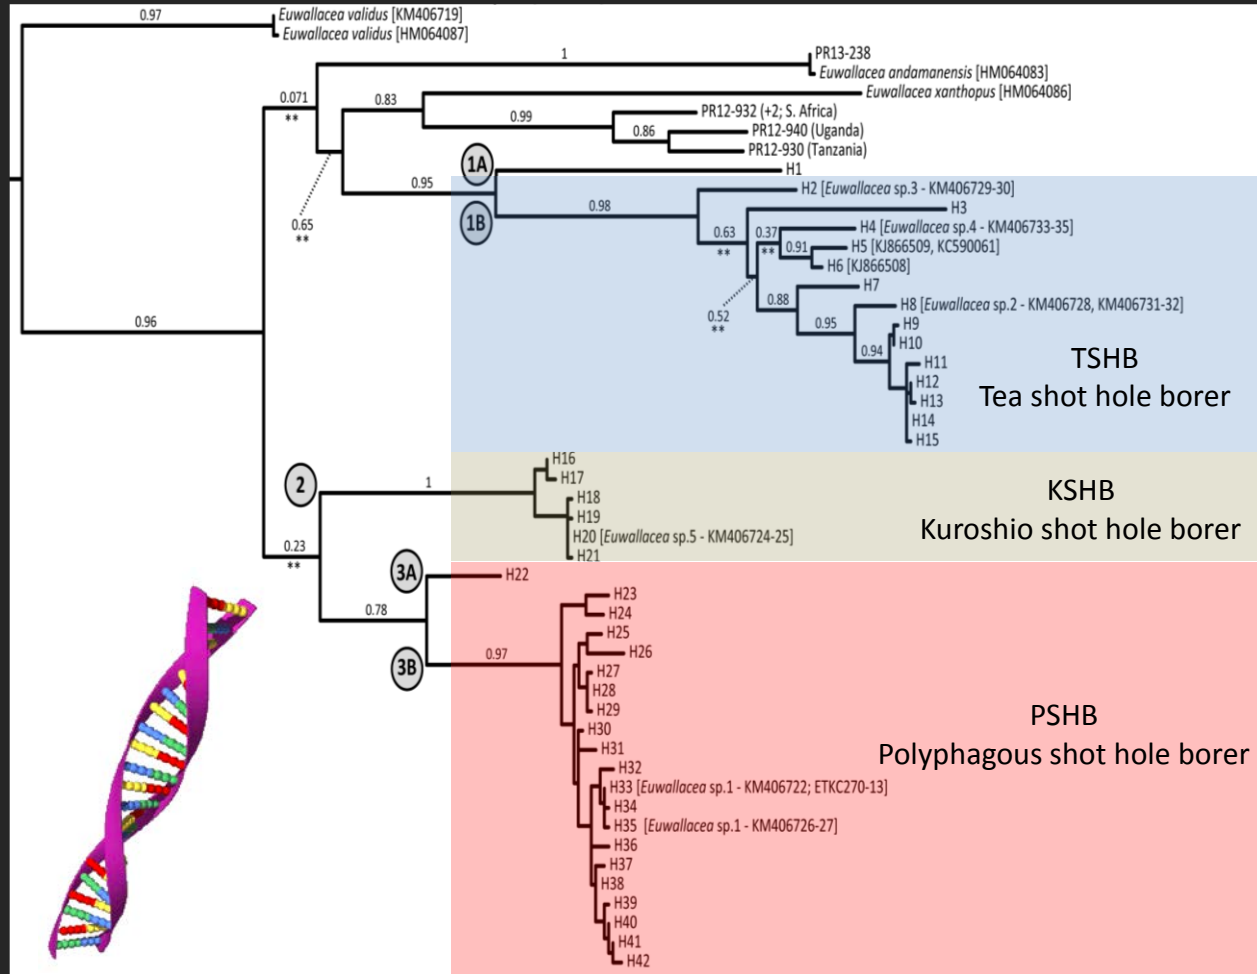 0.97
Euwallacea validus [KM406719]
Euwallacea validus [HM064087]
1
PR13-238
Euwallacea andamanensis [HM064083]
0.071
**
0.83
Euwallacea xanthopus [HM064086]
0.99
PR12-932 (+2; S. Africa)
0.86
PR12-940 (Uganda)
PR12-930 (Tanzania)
1A
H1
0.95
0.65
**
1B
0.98
H2 [Euwallacea sp.3 - KM406729-30]
H3
0.63
**
0.37
**
H4 [Euwallacea sp.4 - KM406733-35]
0.91
H5 [KJ866509, KC590061]
H6 [KJ866508]
0.52
**
0.88
H7
0.95
H8 [Euwallacea sp.2 - KM406728, KM406731-32]
0.94
H9
H10
H11
H12
H13
H14
H15
TSHB
Tea shot hole borer
0.96
2
1
H16
H17
H18
H19
H20 [Euwallacea sp.5 - KM406724-25]
H21
KSHB
Kuroshio shot hole borer
0.23
**
3A
H22
0.78
3B
0.97
H23
H24
H25
H26
H27
H28
H29
H30
H31
H32
H33 [Euwallacea sp.1 - KM406722; ETKC270-13]
H34
H35 [Euwallacea sp.1 - KM406726-27]
H36
H37
H38
H39
H40
H41
H42
PSHB
Polyphagous shot hole borer